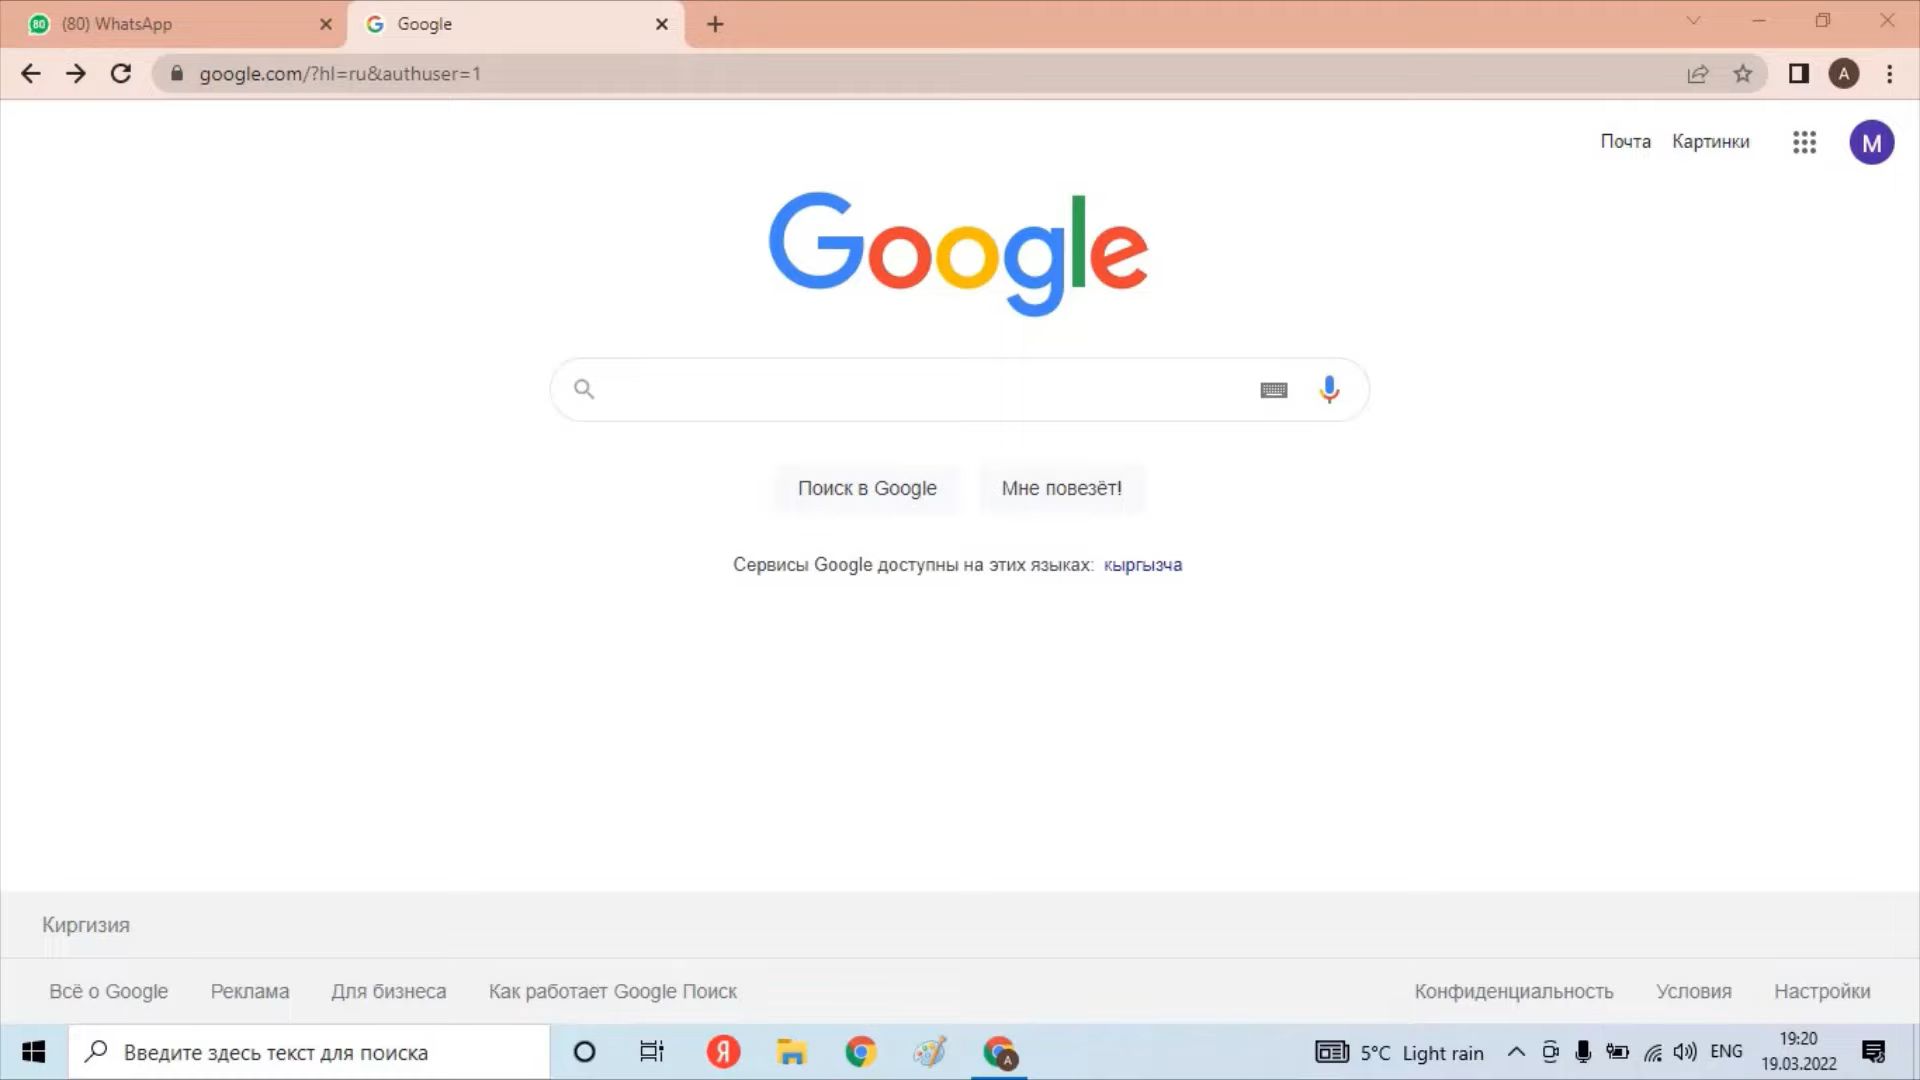 80 (80) WhatsApp
Google
google.com/?hl=ru&authuser=1
A
Почта Картинки
M
Google
Поиск в Google Мне повезёт!
Сервисы Google доступны на этих языках: кыргызча
Киргизия
Всё о Google Реклама Для бизнеса Как работает Google Поиск
Конфиденциальность Условия Настройки
Введите здесь текст для поиска
Я
A
5°C Light rain
ENG
19:20
19.03.2022